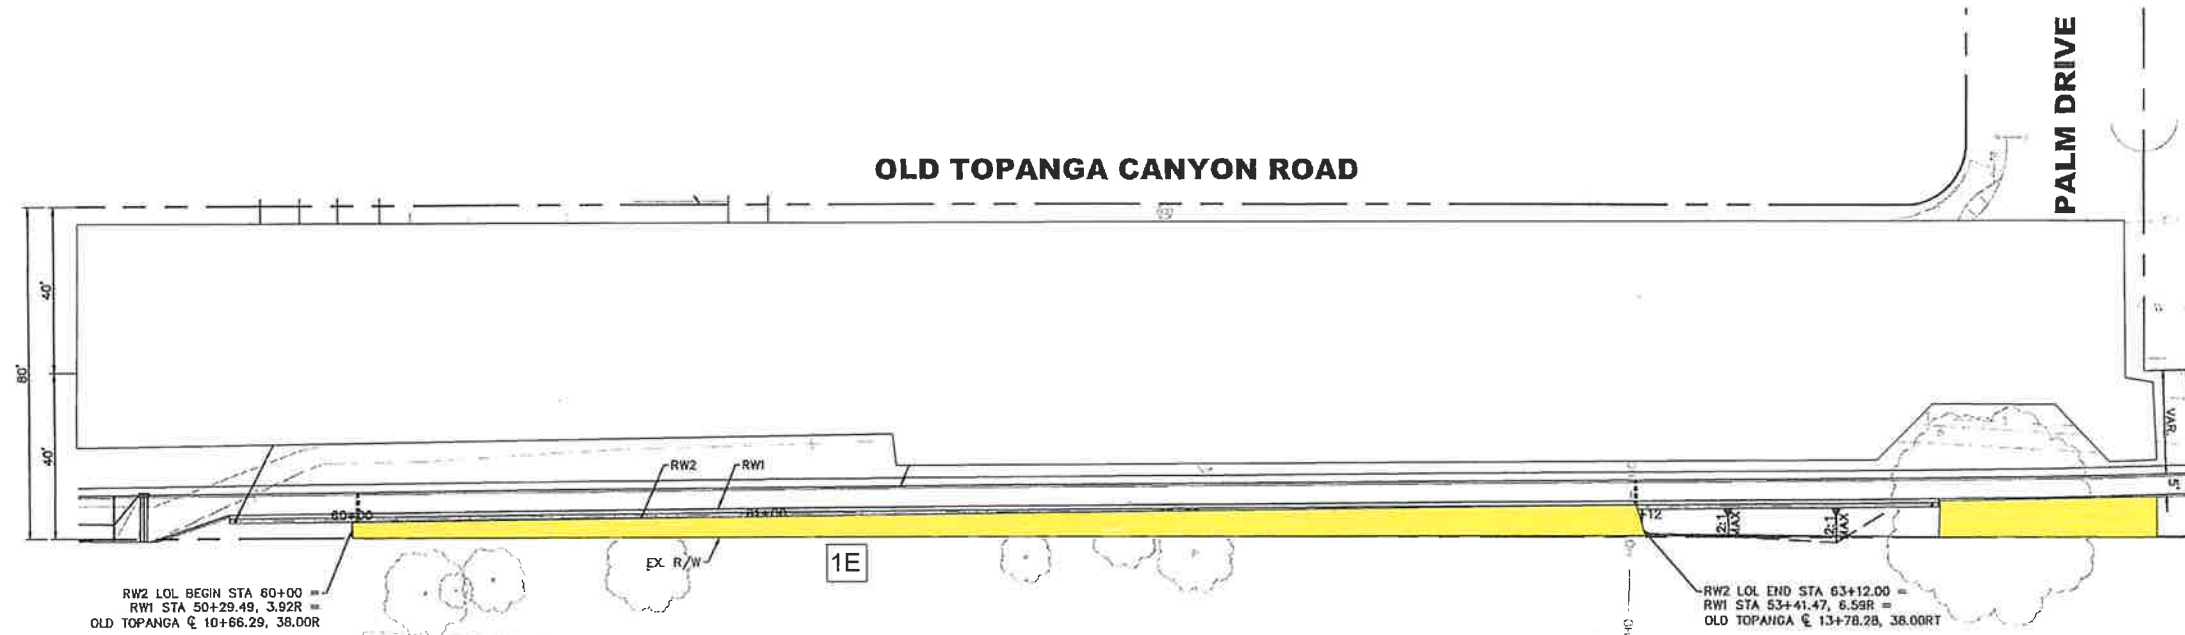 PALM DRIVE
OLD TOPANGA CANYON ROAD
40'
80'
40'
VAR.
RW2
RW1
5'
60+00
61+00
+12
2:1
MAX
2:1
MAX
EX. R/W
1E
RW2 LOL BEGIN STA 60+00 =
RW1 STA 50+29.49, 3.92R =
OLD TOPANGA ℄ 10+66.29, 38.00R
RW2 LOL END STA 63+12.00 =
RW1 STA 53+41.47, 6.59R =
OLD TOPANGA ℄ 13+78.28, 38.00RT